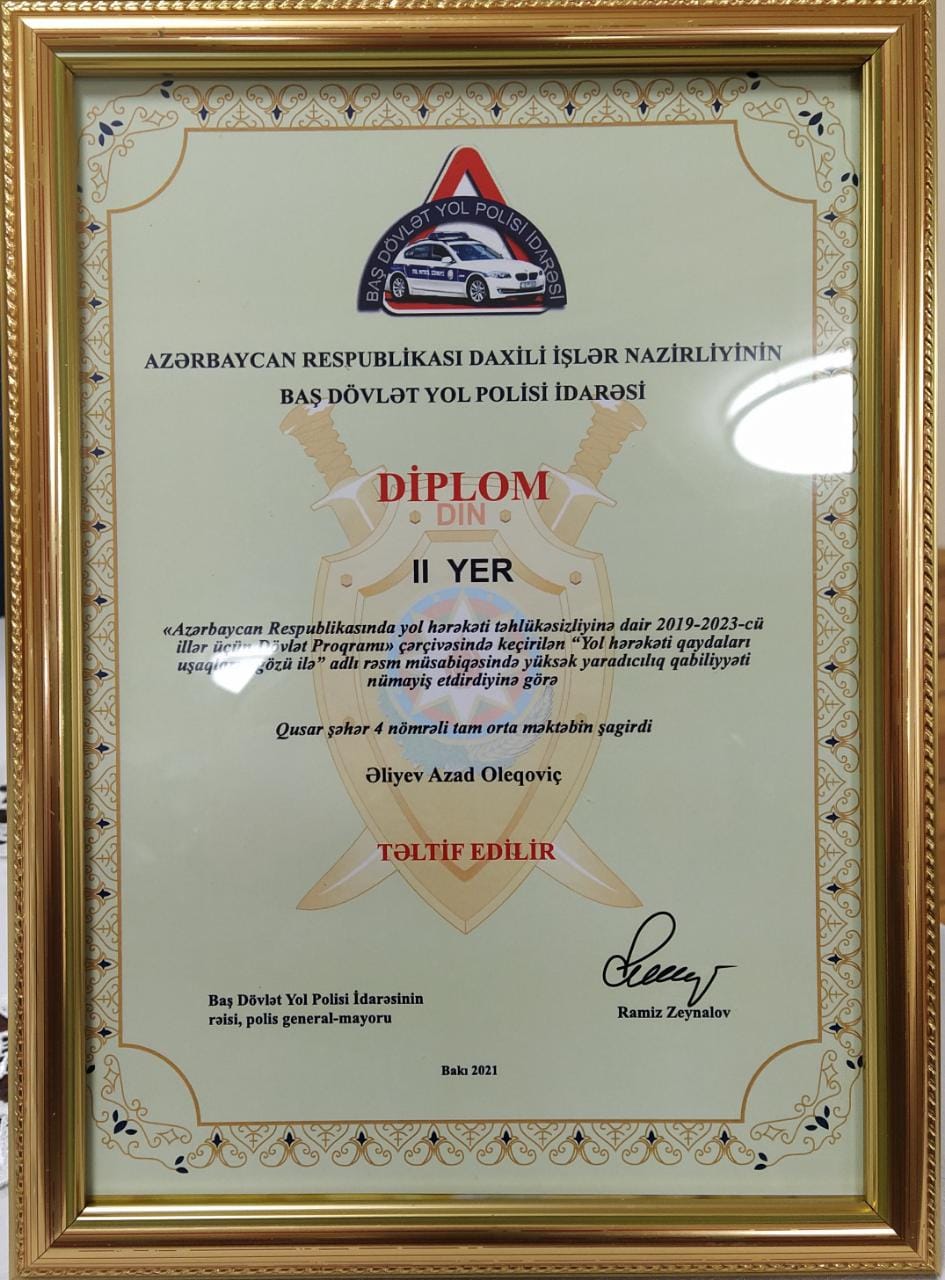 BAŞ DÖVLƏT YOL POLİSİ İDARƏSİ
AZƏRBAYCAN RESPUBLİKASI DAXİLİ İŞLƏR NAZİRLİYİNİN
BAŞ DÖVLƏT YOL POLİSİ İDARƏSİ
DİPLOM
DIN
II YER
«Azərbaycan Respublikasında yol hərəkəti təhlükəsizliyinə dair 2019-2023-cü
illər üçün Dövlət Proqramı» çərçivəsində keçirilən “Yol hərəkəti qaydaları
gözü ilə” adlı rəsm müsabiqəsində yüksək yaradıcılıq qabiliyyəti
nümayiş etdirdiyinə görə
Qusar şəhər 4 nömrəli tam orta məktəbin şagirdi
Əliyev Azad Oleqoviç
TƏLTİF EDİLİR
Baş Dövlət Yol Polisi İdarəsinin
rəisi, polis general-mayoru
Ramiz Zeynalov
Bakı 2021